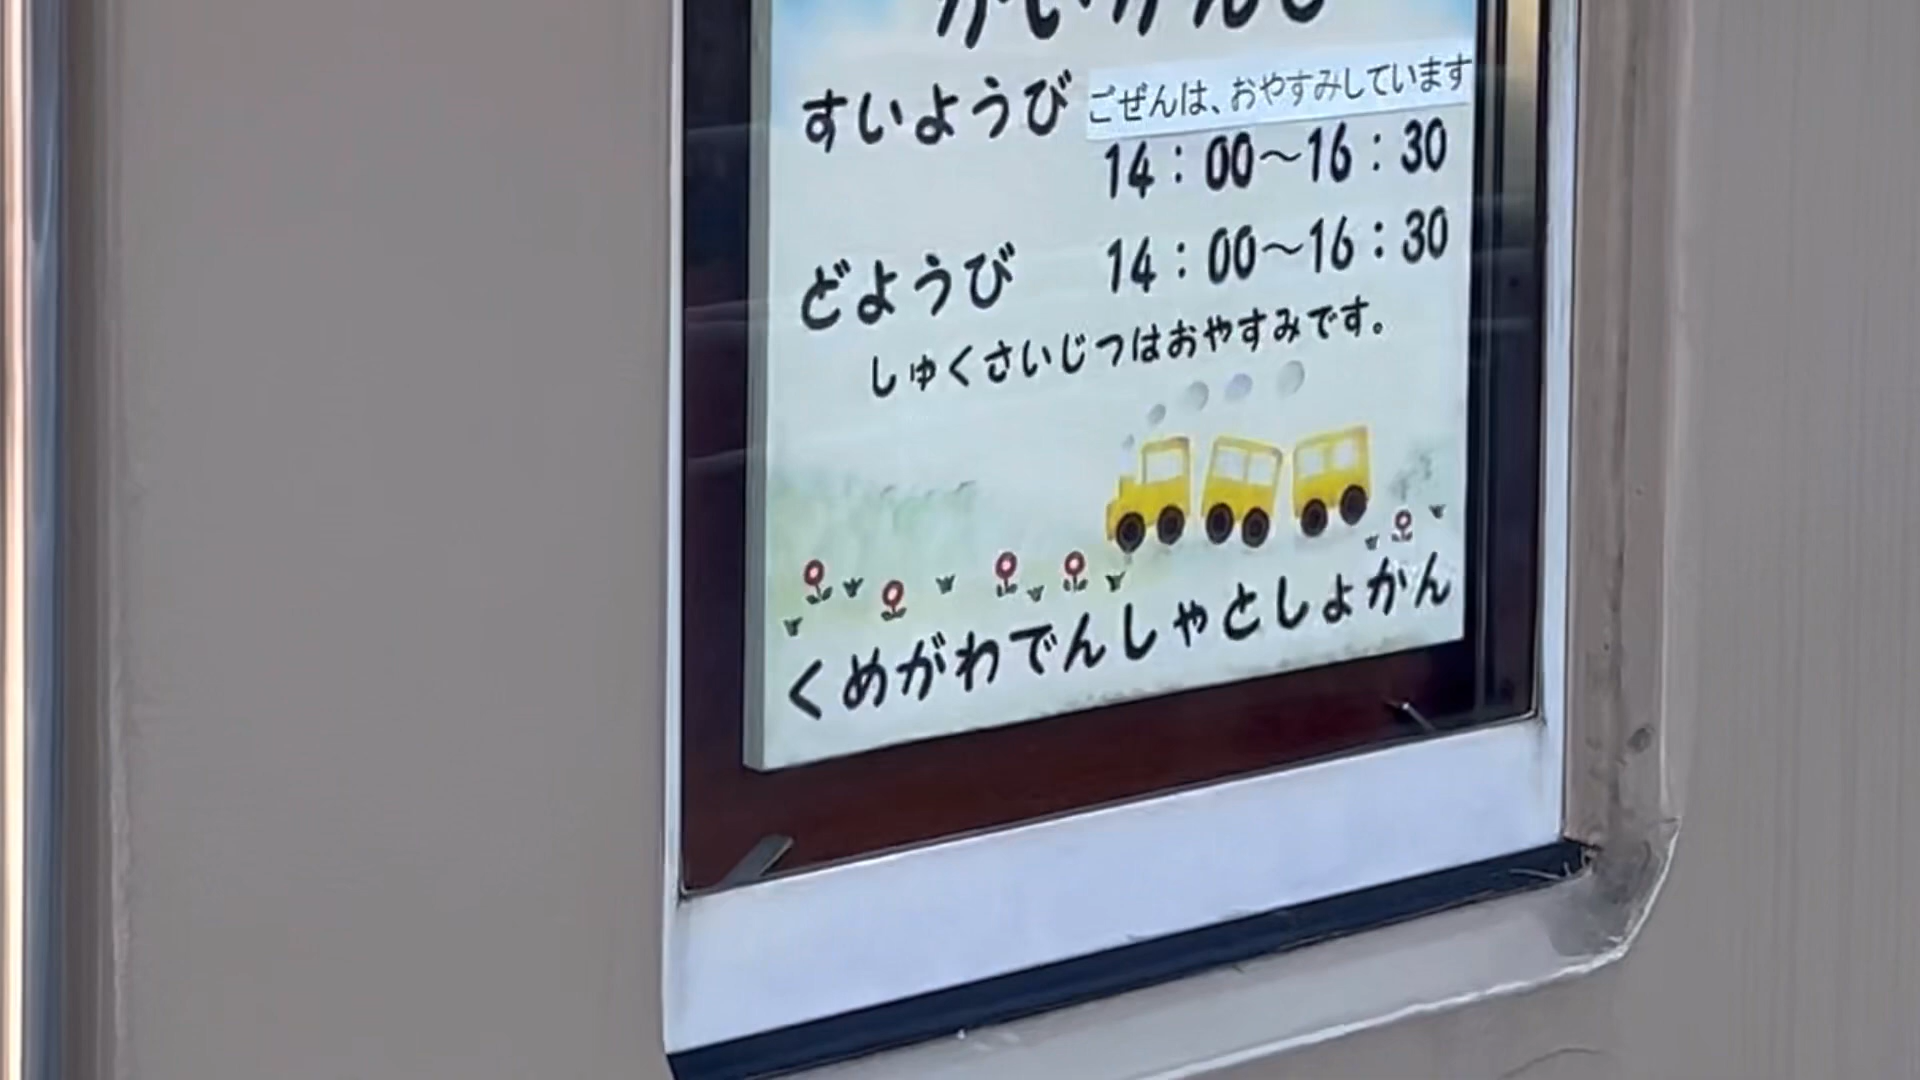 すいようび ごぜんは、おやすみしています
14:00～16:30
どようび 14:00～16:30
しゅくさいじつはおやすみです。
くめがわでんしゃとしょかん